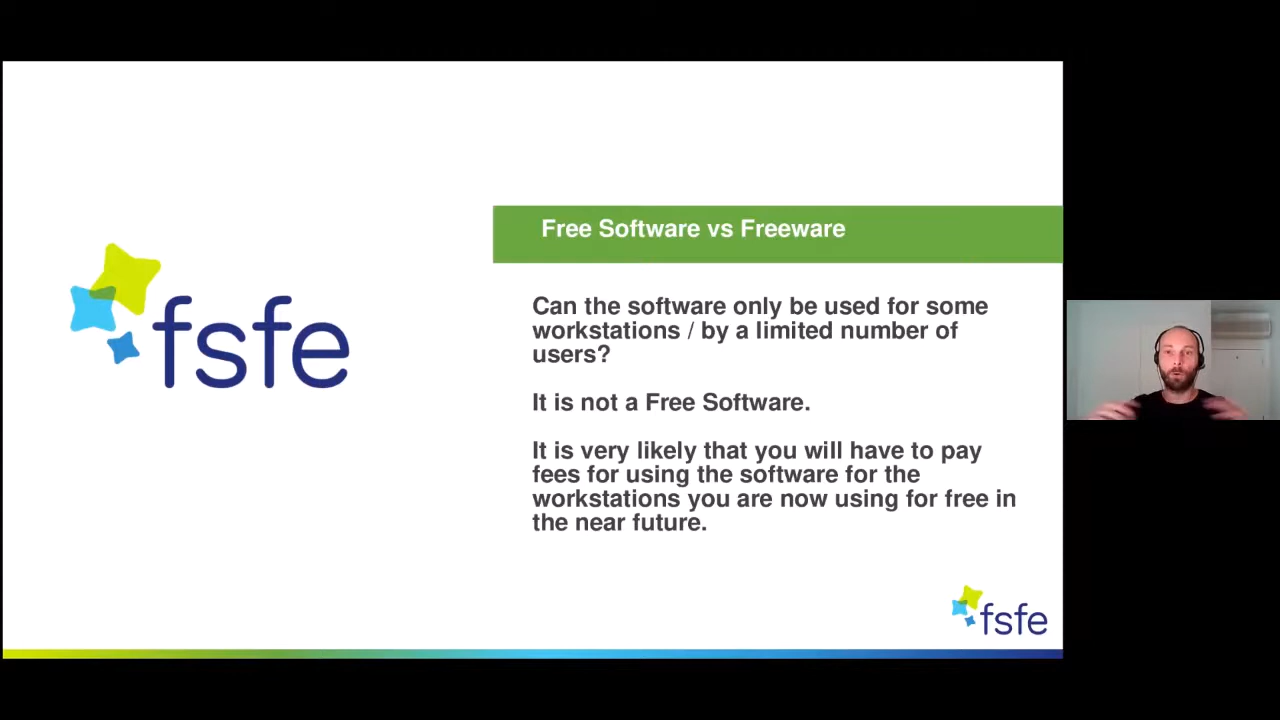 fsfe
Free Software vs Freeware
Can the software only be used for some
workstations / by a limited number of
users?
It is not a Free Software.
It is very likely that you will have to pay
fees for using the software for the
workstations you are now using for free in
the near future.
fsfe